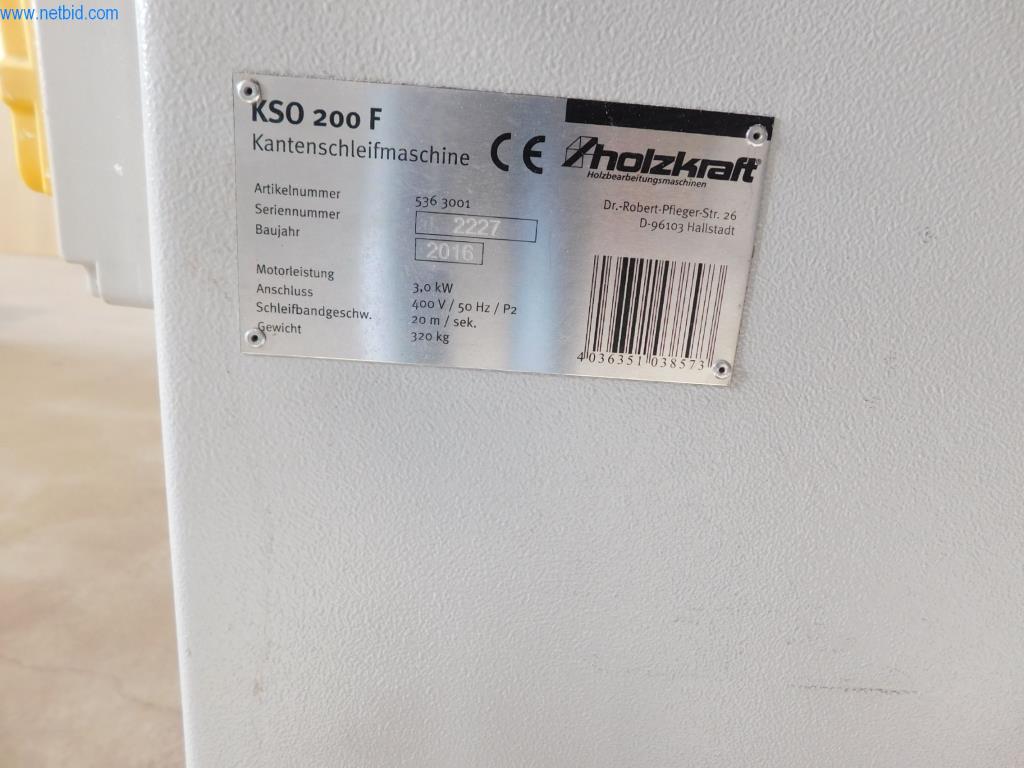 www.netbid.com
KSO 200 F
Kantenschleifmaschine
CE
holzkraft®
Holzbearbeitungsmaschinen
Dr.-Robert-Pfleger-Str. 26
D-96103 Hallstadt
Artikelnummer 536 3001
Seriennummer 2227
Baujahr 2016
Motorleistung 3,0 kW
Anschluss 400 V / 50 Hz / P2
Schleifbandgeschw. 20 m / sek.
Gewicht 320 kg
4 036351 038573